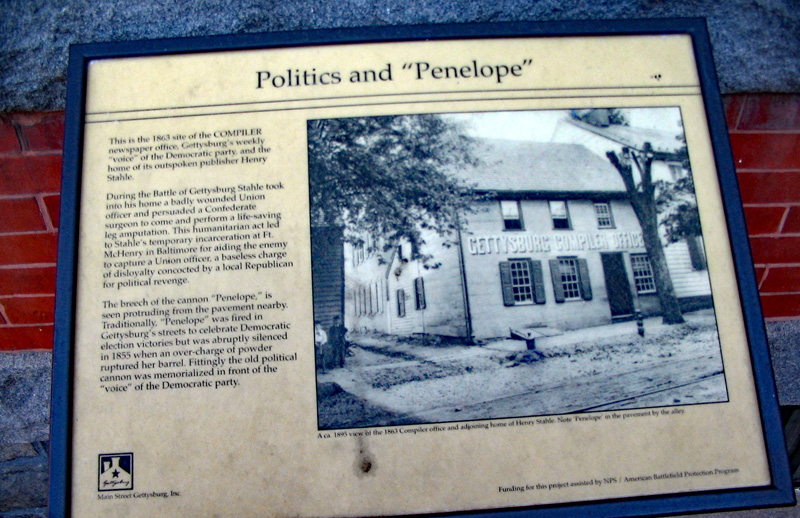 Politics and “Penelope”
This is the 1863 site of the COMPILER
newspaper office, Gettysburg's weekly
“voice” of the Democratic party, and the
home of its outspoken publisher Henry
Stahle.
During the Battle of Gettysburg Stahle took
into his home a badly wounded Union
officer and persuaded a Confederate
surgeon to come and perform a life-saving
leg amputation. This humanitarian act led
to Stahle's temporary incarceration at Ft.
McHenry in Baltimore for aiding the enemy
to capture a Union officer, a baseless charge
of disloyalty concocted by a local Republican
for political revenge.
The breech of the cannon “Penelope,” is
seen protruding from the pavement nearby.
Traditionally, “Penelope” was fired in
Gettysburg's streets to celebrate Democratic
election victories but was abruptly silenced
in 1855 when an over-charge of powder
ruptured her barrel. Fittingly the old political
cannon was memorialized in front of the
“voice” of the Democratic party.
GETTYSBURG COMPILER OFFICE
A ca. 1895 view of the 1863 Compiler office and adjoining home of Henry Stahle. Note 'Penelope' in the pavement by the alley.
Gettysburg
Main Street Gettysburg, Inc.
Funding for this project assisted by NPS / American Battlefield Protection Program